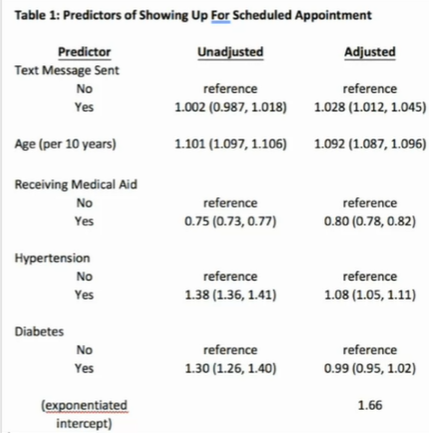 Table 1: Predictors of Showing Up For Scheduled Appointment
Predictor Unadjusted Adjusted
Text Message Sent
No reference reference
Yes 1.002 (0.987, 1.018) 1.028 (1.012, 1.045)
Age (per 10 years) 1.101 (1.097, 1.106) 1.092 (1.087, 1.096)
Receiving Medical Aid
No reference reference
Yes 0.75 (0.73, 0.77) 0.80 (0.78, 0.82)
Hypertension
No reference reference
Yes 1.38 (1.36, 1.41) 1.08 (1.05, 1.11)
Diabetes
No reference reference
Yes 1.30 (1.26, 1.40) 0.99 (0.95, 1.02)
(exponentiated 1.66
intercept)